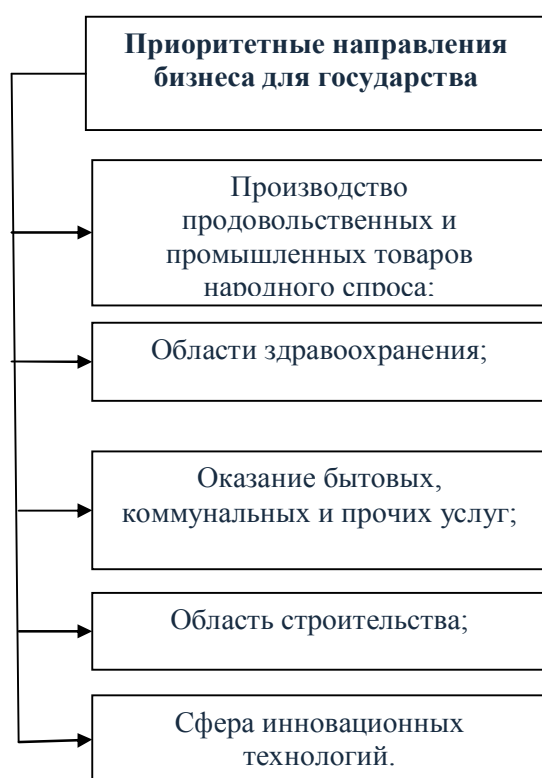 Приоритетные направления
бизнеса для государства
Производство
продовольственных и
промышленных товаров
народного спроса;
Области здравоохранения;
Оказание бытовых,
коммунальных и прочих услуг;
Область строительства;
Сфера инновационных
технологий.